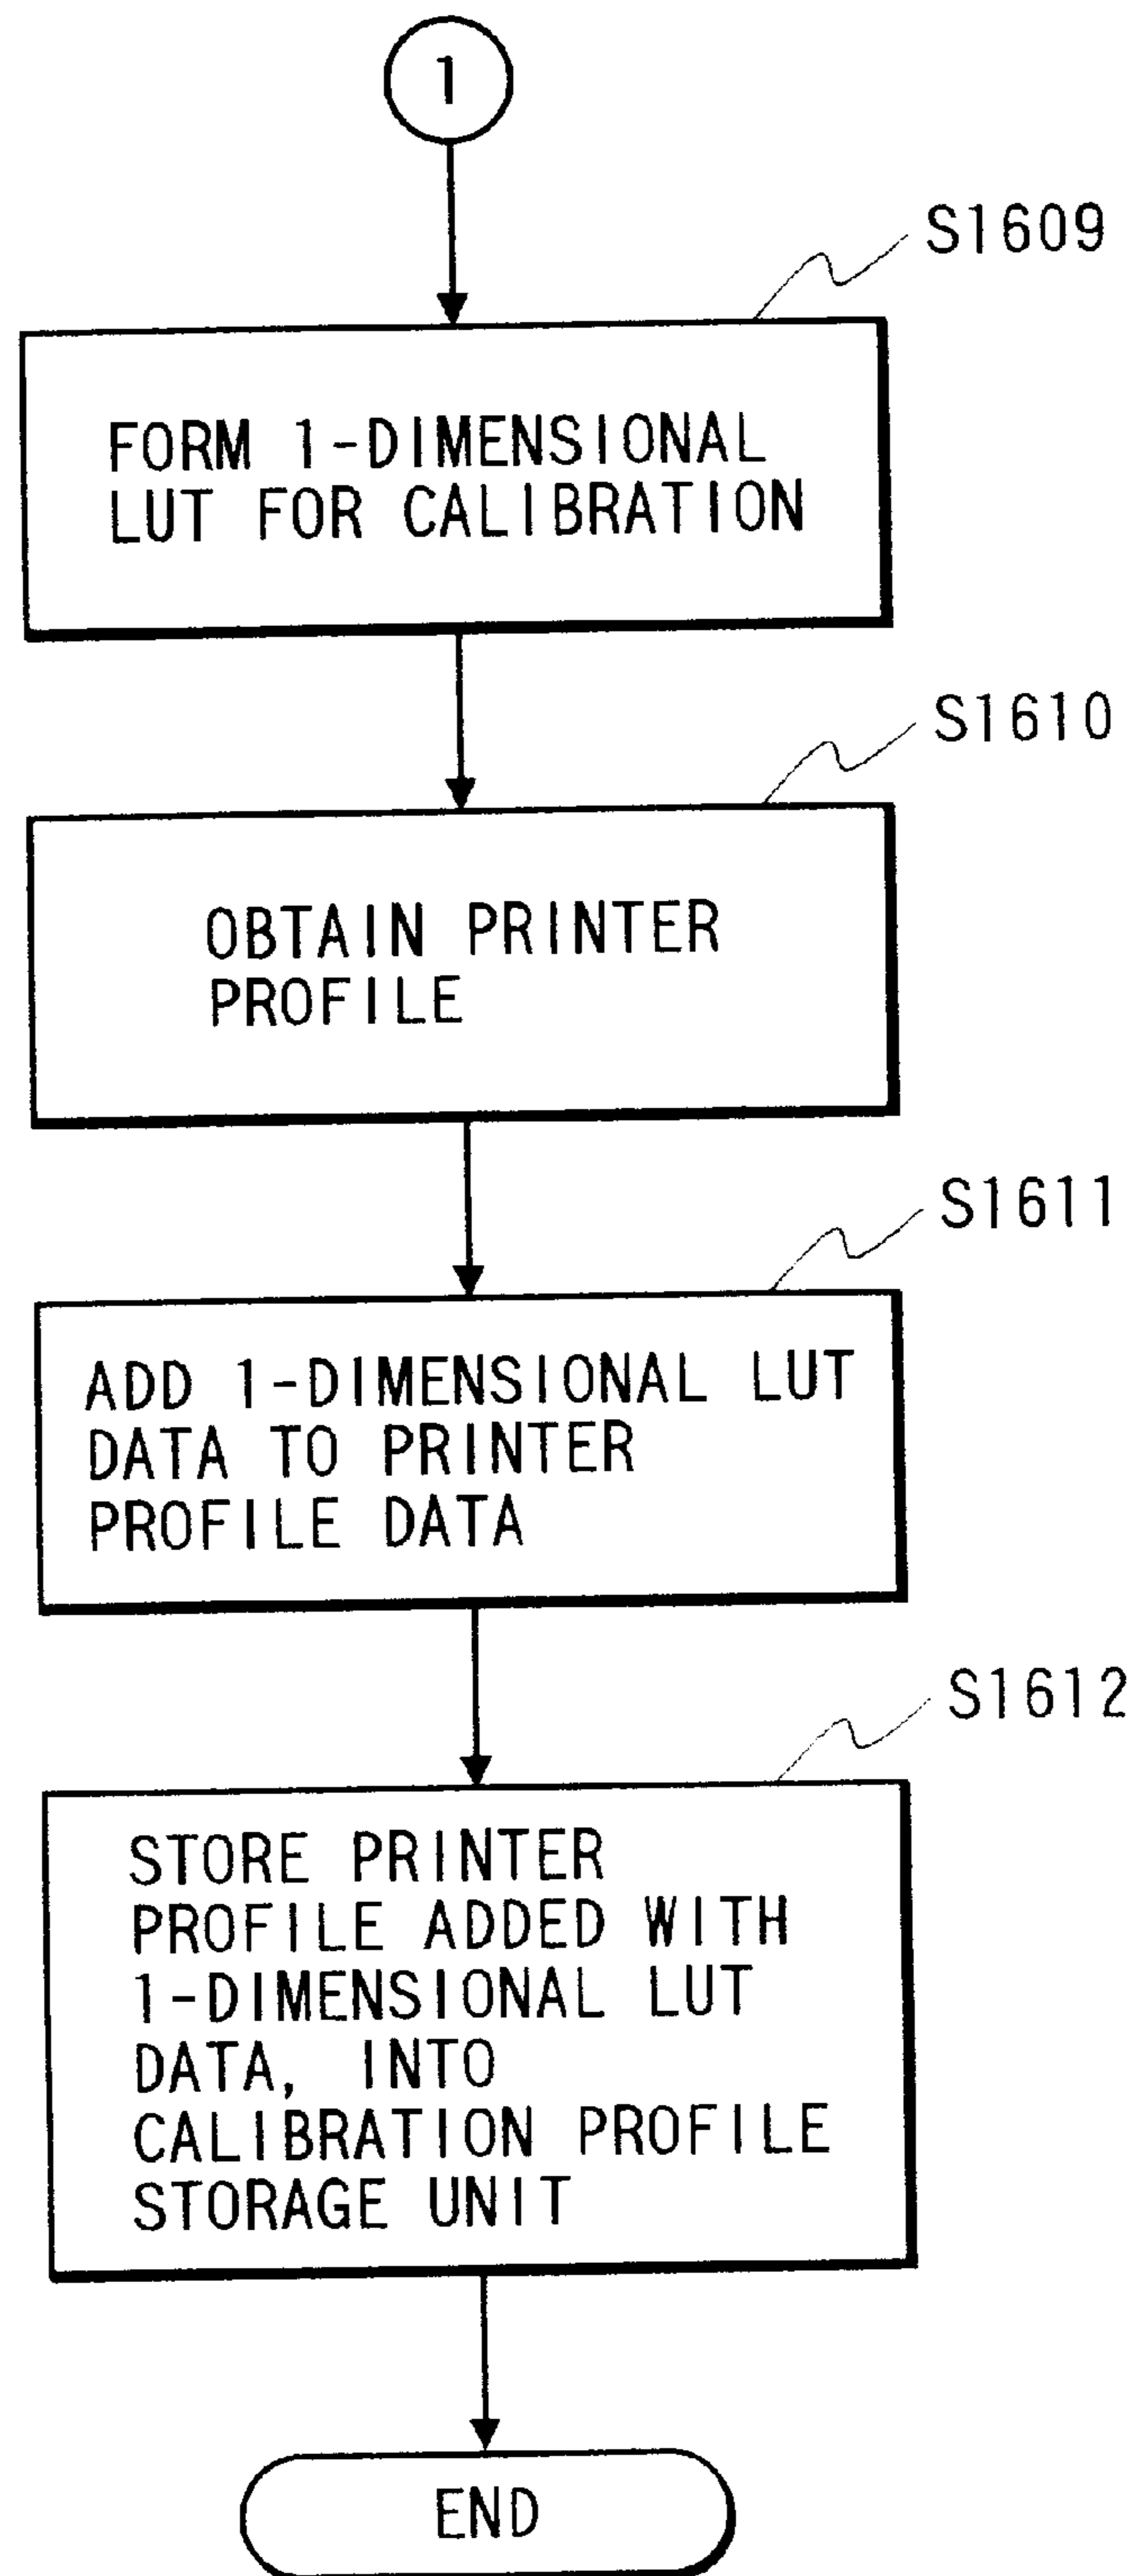 1
S1609
FORM 1-DIMENSIONAL
LUT FOR CALIBRATION
S1610
OBTAIN PRINTER
PROFILE
S1611
ADD 1-DIMENSIONAL LUT
DATA TO PRINTER
PROFILE DATA
S1612
STORE PRINTER
PROFILE ADDED WITH
1-DIMENSIONAL LUT
DATA, INTO
CALIBRATION PROFILE
STORAGE UNIT
END